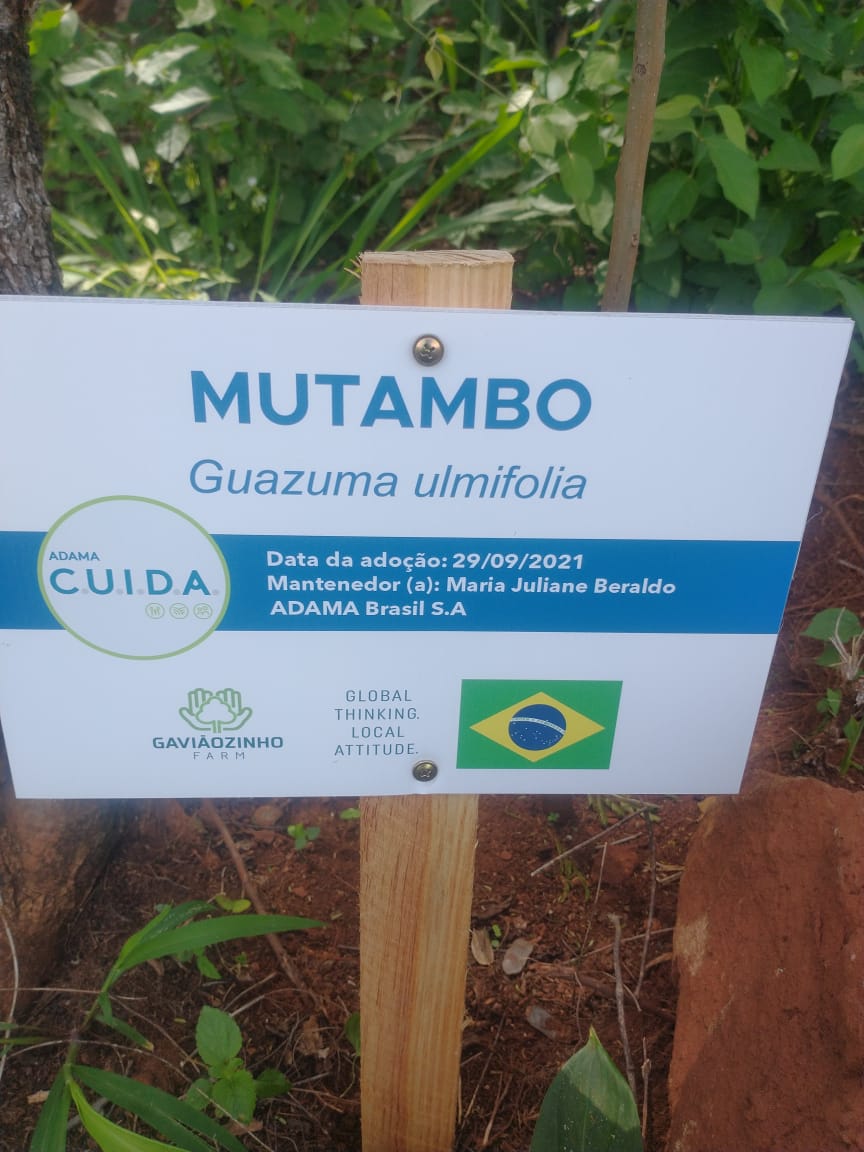 MUTAMBO
Guazuma ulmifolia
ADAMA
C.U.I.D.A.
Data da adoção: 29/09/2021
Mantenedor (a): Maria Juliane Beraldo
ADAMA Brasil S.A
GAVIÃOZINHO
FARM
GLOBAL
THINKING.
LOCAL
ATTITUDE.